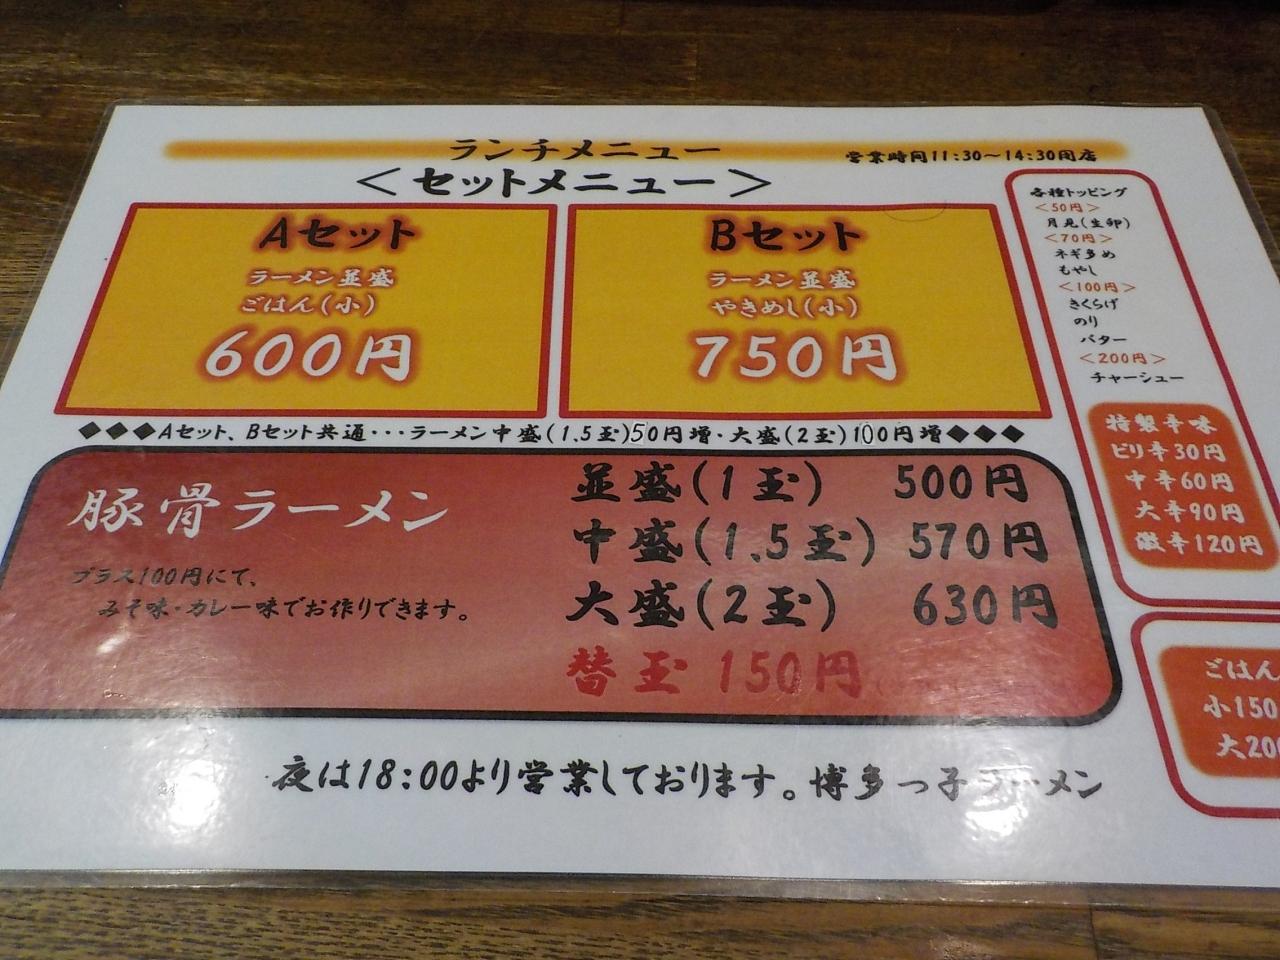 ランチメニュー
営業時間11:30～14:30閉店
＜セットメニュー＞
Aセット
ラーメン並盛
ごはん(小)
600円
Bセット
ラーメン並盛
やきめし(小)
750円
◆◆◆Aセット、Bセット共通・・・ラーメン中盛(1.5玉)50円増・大盛(2玉)100円増◆◆◆
豚骨ラーメン
プラス100円にて、
みそ味・カレー味でお作りできます。
並盛(1玉) 500円
中盛(1.5玉) 570円
大盛(2玉) 630円
替玉 150円
各種トッピング
＜50円＞
月見(生卵)
＜70円＞
ネギ多め
もやし
＜100円＞
きくらげ
のり
バター
＜200円＞
チャーシュー
特製辛味
ピリ辛30円
中辛60円
大辛90円
激辛120円
ごはん
小150
大200
夜は18:00より営業しております。博多っ子ラーメン